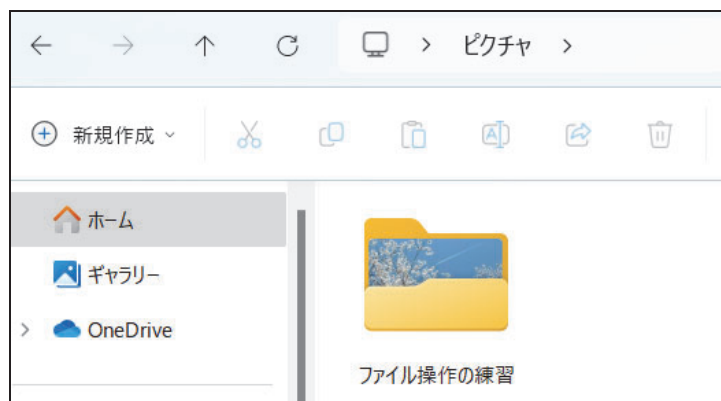 ピクチャ
新規作成
ホーム
ギャラリー
OneDrive
ファイル操作の練習